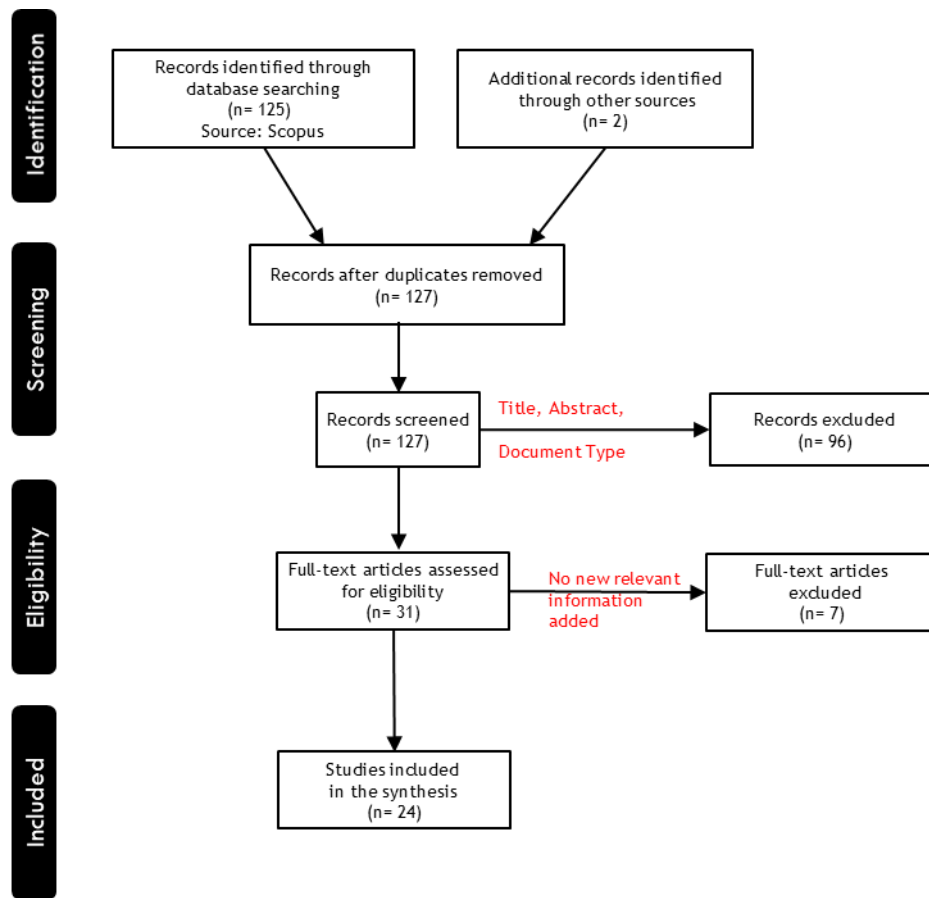 Identification
Records identified through
database searching
(n= 125)
Source: Scopus
Additional records identified
through other sources
(n= 2)
Screening
Records after duplicates removed
(n= 127)
Records screened
(n= 127)
Title, Abstract,
Document Type
Records excluded
(n= 96)
Eligibility
Full-text articles assessed
for eligibility
(n= 31)
No new relevant
information
added
Full-text articles
excluded
(n= 7)
Included
Studies included
in the synthesis
(n= 24)